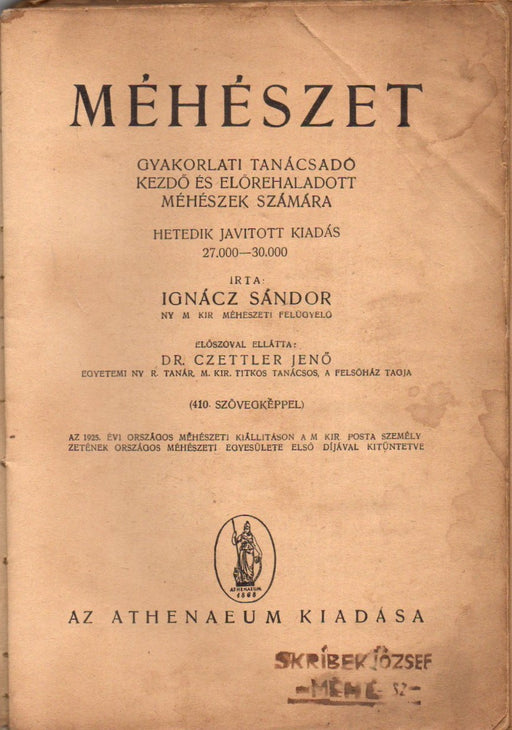 MÉHÉSZET
GYAKORLATI TANÁCSADÓ
KEZDŐ ÉS ELŐREHALADOTT
MÉHÉSZEK SZÁMÁRA
HETEDIK JAVITOTT KIADÁS
27.000—30.000
IRTA:
IGNÁCZ SÁNDOR
NY M KIR MÉHÉSZETI FELÜGYELŐ
ELŐSZÓVAL ELLÁTTA:
DR. CZETTLER JENŐ
EGYETEMI NY R. TANÁR, M. KIR. TITKOS TANÁCSOS, A FELSŐHÁZ TAGJA
(410 SZÖVEGKÉPPEL)
AZ 1925. ÉVI ORSZÁGOS MÉHÉSZETI KIÁLLITÁSON A M KIR POSTA SZEMÉLY
ZETÉNEK ORSZÁGOS MÉHÉSZETI EGYESÜLETE ELSŐ DÍJÁVAL KITÜNTETVE
ATHENAEUM
1868
AZ ATHENAEUM KIADÁSA
SKRÍBEK JÓZSEF